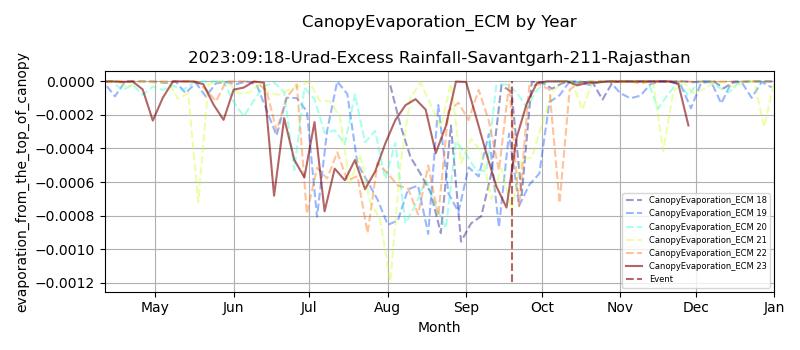 CanopyEvaporation_ECM by Year
2023:09:18-Urad-Excess Rainfall-Savantgarh-211-Rajasthan
evaporation_from_the_top_of_canopy
0.0000
−0.0002
−0.0004
−0.0006
−0.0008
−0.0010
−0.0012
CanopyEvaporation_ECM 18
CanopyEvaporation_ECM 19
CanopyEvaporation_ECM 20
CanopyEvaporation_ECM 21
CanopyEvaporation_ECM 22
CanopyEvaporation_ECM 23
Event
May Jun Jul Aug Sep Oct Nov Dec Jan
Month